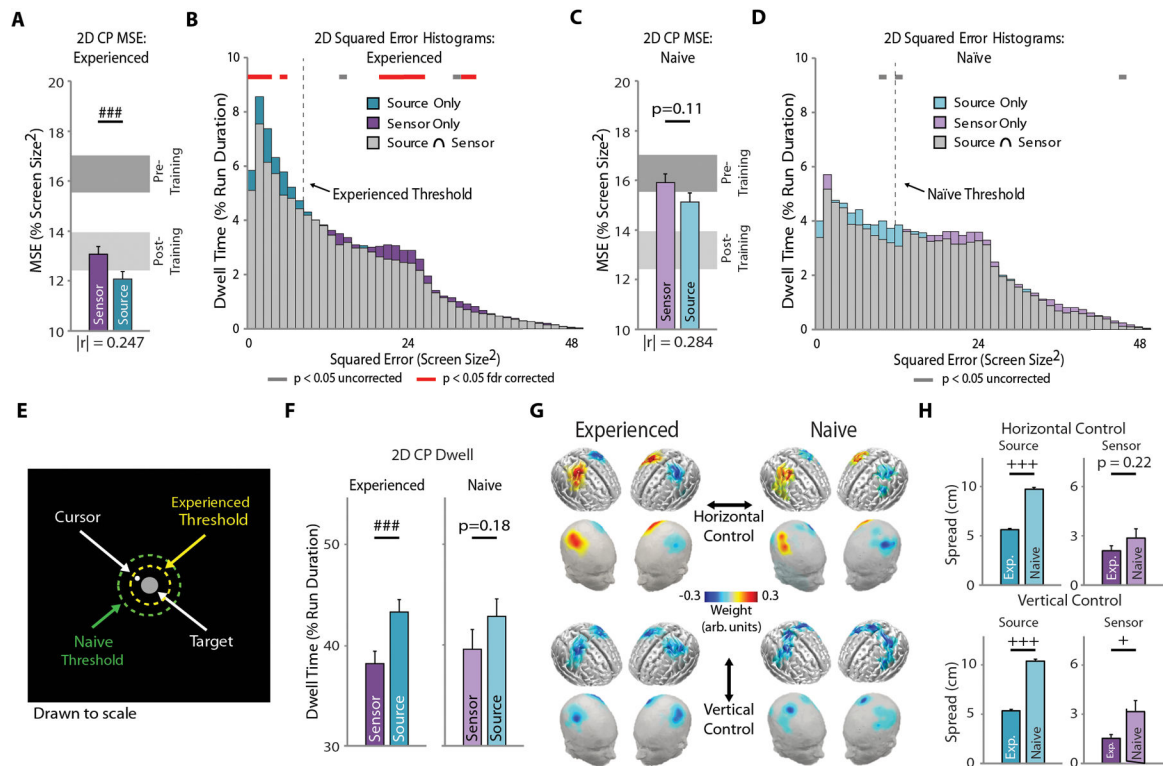 A
2D CP MSE:
Experienced
MSE (% Screen Size2)
20
18
16
14
12
10
###
Pre-
Training
Post-
Training
Sensor
Source
|r| = 0.247
B
2D Squared Error Histograms:
Experienced
Dwell Time (% Run Duration)
10
8
6
4
2
0
Source Only
Sensor Only
Source ∩ Sensor
Experienced Threshold
0
24
48
Squared Error (Screen Size2)
p < 0.05 uncorrected
p < 0.05 fdr corrected
C
2D CP MSE:
Naive
MSE (% Screen Size2)
20
18
16
14
12
10
p=0.11
Pre-
Training
Post-
Training
Sensor
Source
|r| = 0.284
D
2D Squared Error Histograms:
Naïve
Dwell Time (% Run Duration)
10
8
6
4
2
0
Source Only
Sensor Only
Source ∩ Sensor
Naïve Threshold
0
24
48
Squared Error (Screen Size2)
p < 0.05 uncorrected
E
Experienced
Threshold
Cursor
Naive
Threshold
Target
Drawn to scale
F
2D CP Dwell
Experienced
Naive
Dwell Time (% Run Duration)
50
40
30
###
p=0.18
Sensor
Source
Sensor
Source
G
Experienced
Naive
Horizontal
Control
-0.3
0.3
Weight
(arb. units)
Vertical
Control
H
Horizontal Control
Source
Sensor
+++
p = 0.22
Spread (cm)
10
5
0
6
3
0
Exp.
Naive
Exp.
Naive
Vertical Control
Source
Sensor
+++
+
Spread (cm)
10
5
0
6
3
0
Exp.
Naive
Exp.
Naive